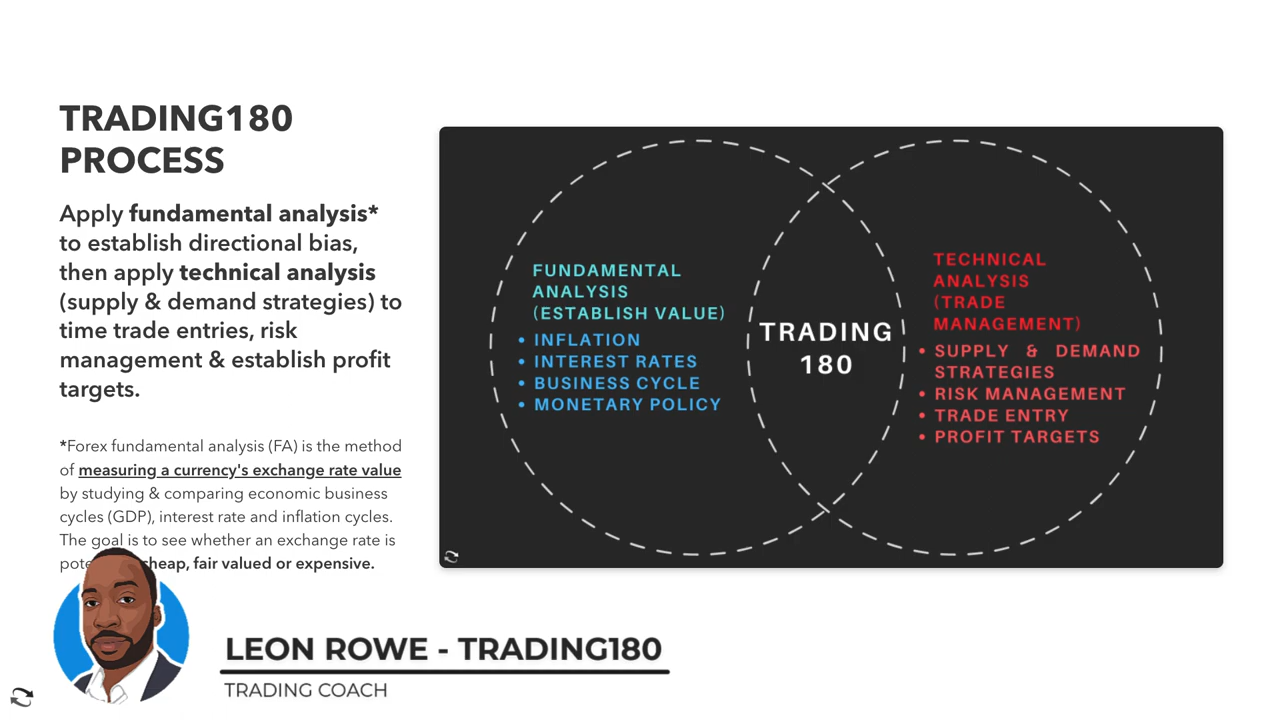 TRADING180
PROCESS
Apply fundamental analysis*
to establish directional bias,
then apply technical analysis
(supply & demand strategies) to
time trade entries, risk
management & establish profit
targets.
*Forex fundamental analysis (FA) is the method
of measuring a currency's exchange rate value
by studying & comparing economic business
cycles (GDP), interest rate and inflation cycles.
The goal is to see whether an exchange rate is
cheap, fair valued or expensive.
FUNDAMENTAL
ANALYSIS
(ESTABLISH VALUE)
• INFLATION
• INTEREST RATES
• BUSINESS CYCLE
• MONETARY POLICY
TRADING
180
TECHNICAL
ANALYSIS
(TRADE
MANAGEMENT)
• SUPPLY & DEMAND
STRATEGIES
• RISK MANAGEMENT
• TRADE ENTRY
• PROFIT TARGETS
LEON ROWE - TRADING180
TRADING COACH